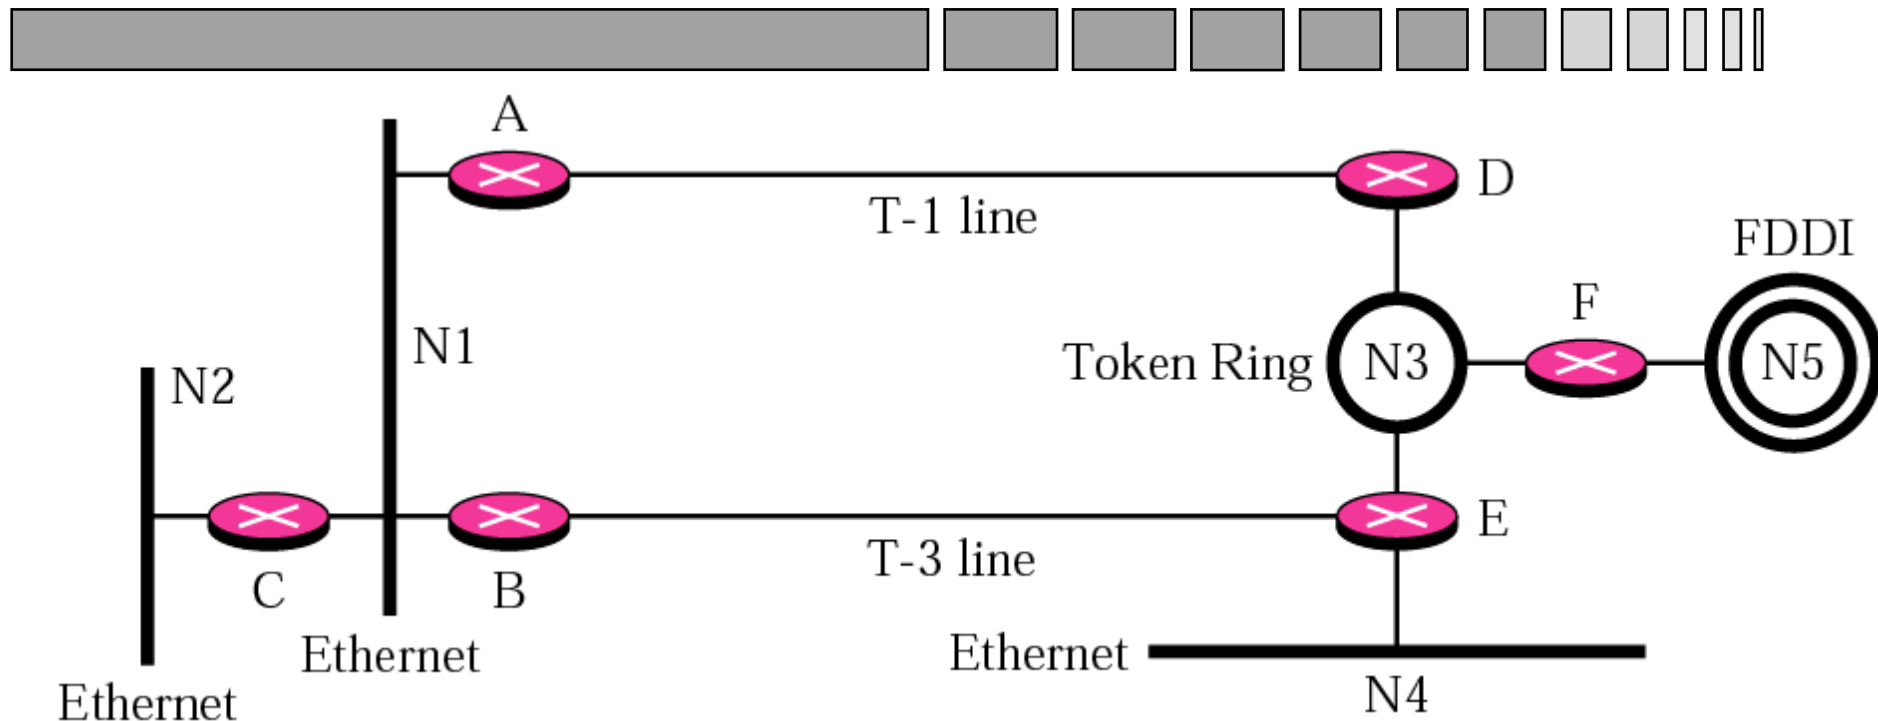 A
D
T-1 line
FDDI
F
N1
Token Ring
N3
N5
N2
E
T-3 line
C
B
Ethernet
Ethernet
Ethernet
N4